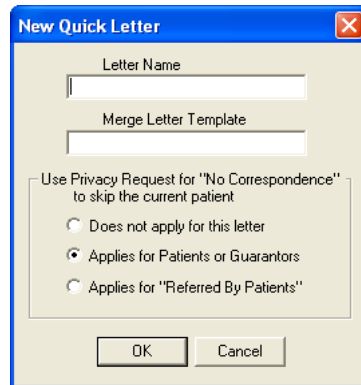 New Quick Letter
Letter Name
Merge Letter Template
Use Privacy Request for "No Correspondence"
to skip the current patient
Does not apply for this letter
Applies for Patients or Guarantors
Applies for "Referred By Patients"
OK Cancel